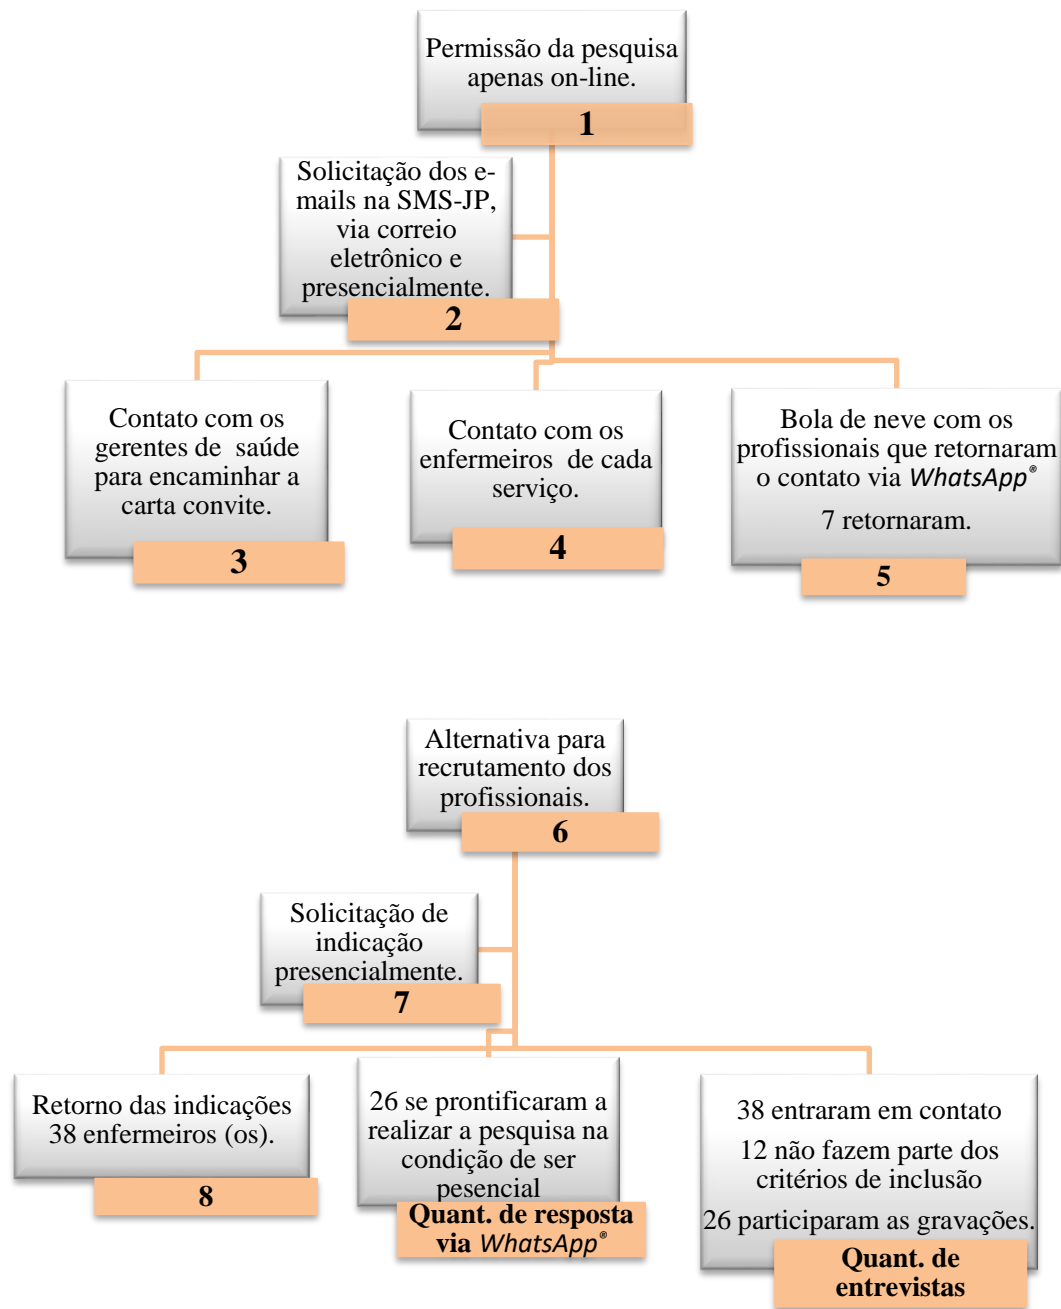 Permissão da pesquisa
apenas on-line.
1
Solicitação dos e-
mails na SMS-JP,
via correio
eletrônico e
presencialmente.
2
Contato com os
gerentes de saúde
para encaminhar a
carta convite.
3
Contato com os
enfermeiros de cada
serviço.
4
Bola de neve com os
profissionais que retornaram
o contato via WhatsApp®
7 retornaram.
5
Alternativa para
recrutamento dos
profissionais.
6
Solicitação de
indicação
presencialmente.
7
Retorno das indicações
38 enfermeiros (os).
8
26 se prontificaram a
realizar a pesquisa na
condição de ser
pesencial
Quant. de resposta
via WhatsApp®
38 entraram em contato
12 não fazem parte dos
critérios de inclusão
26 participaram as gravações.
Quant. de
entrevistas